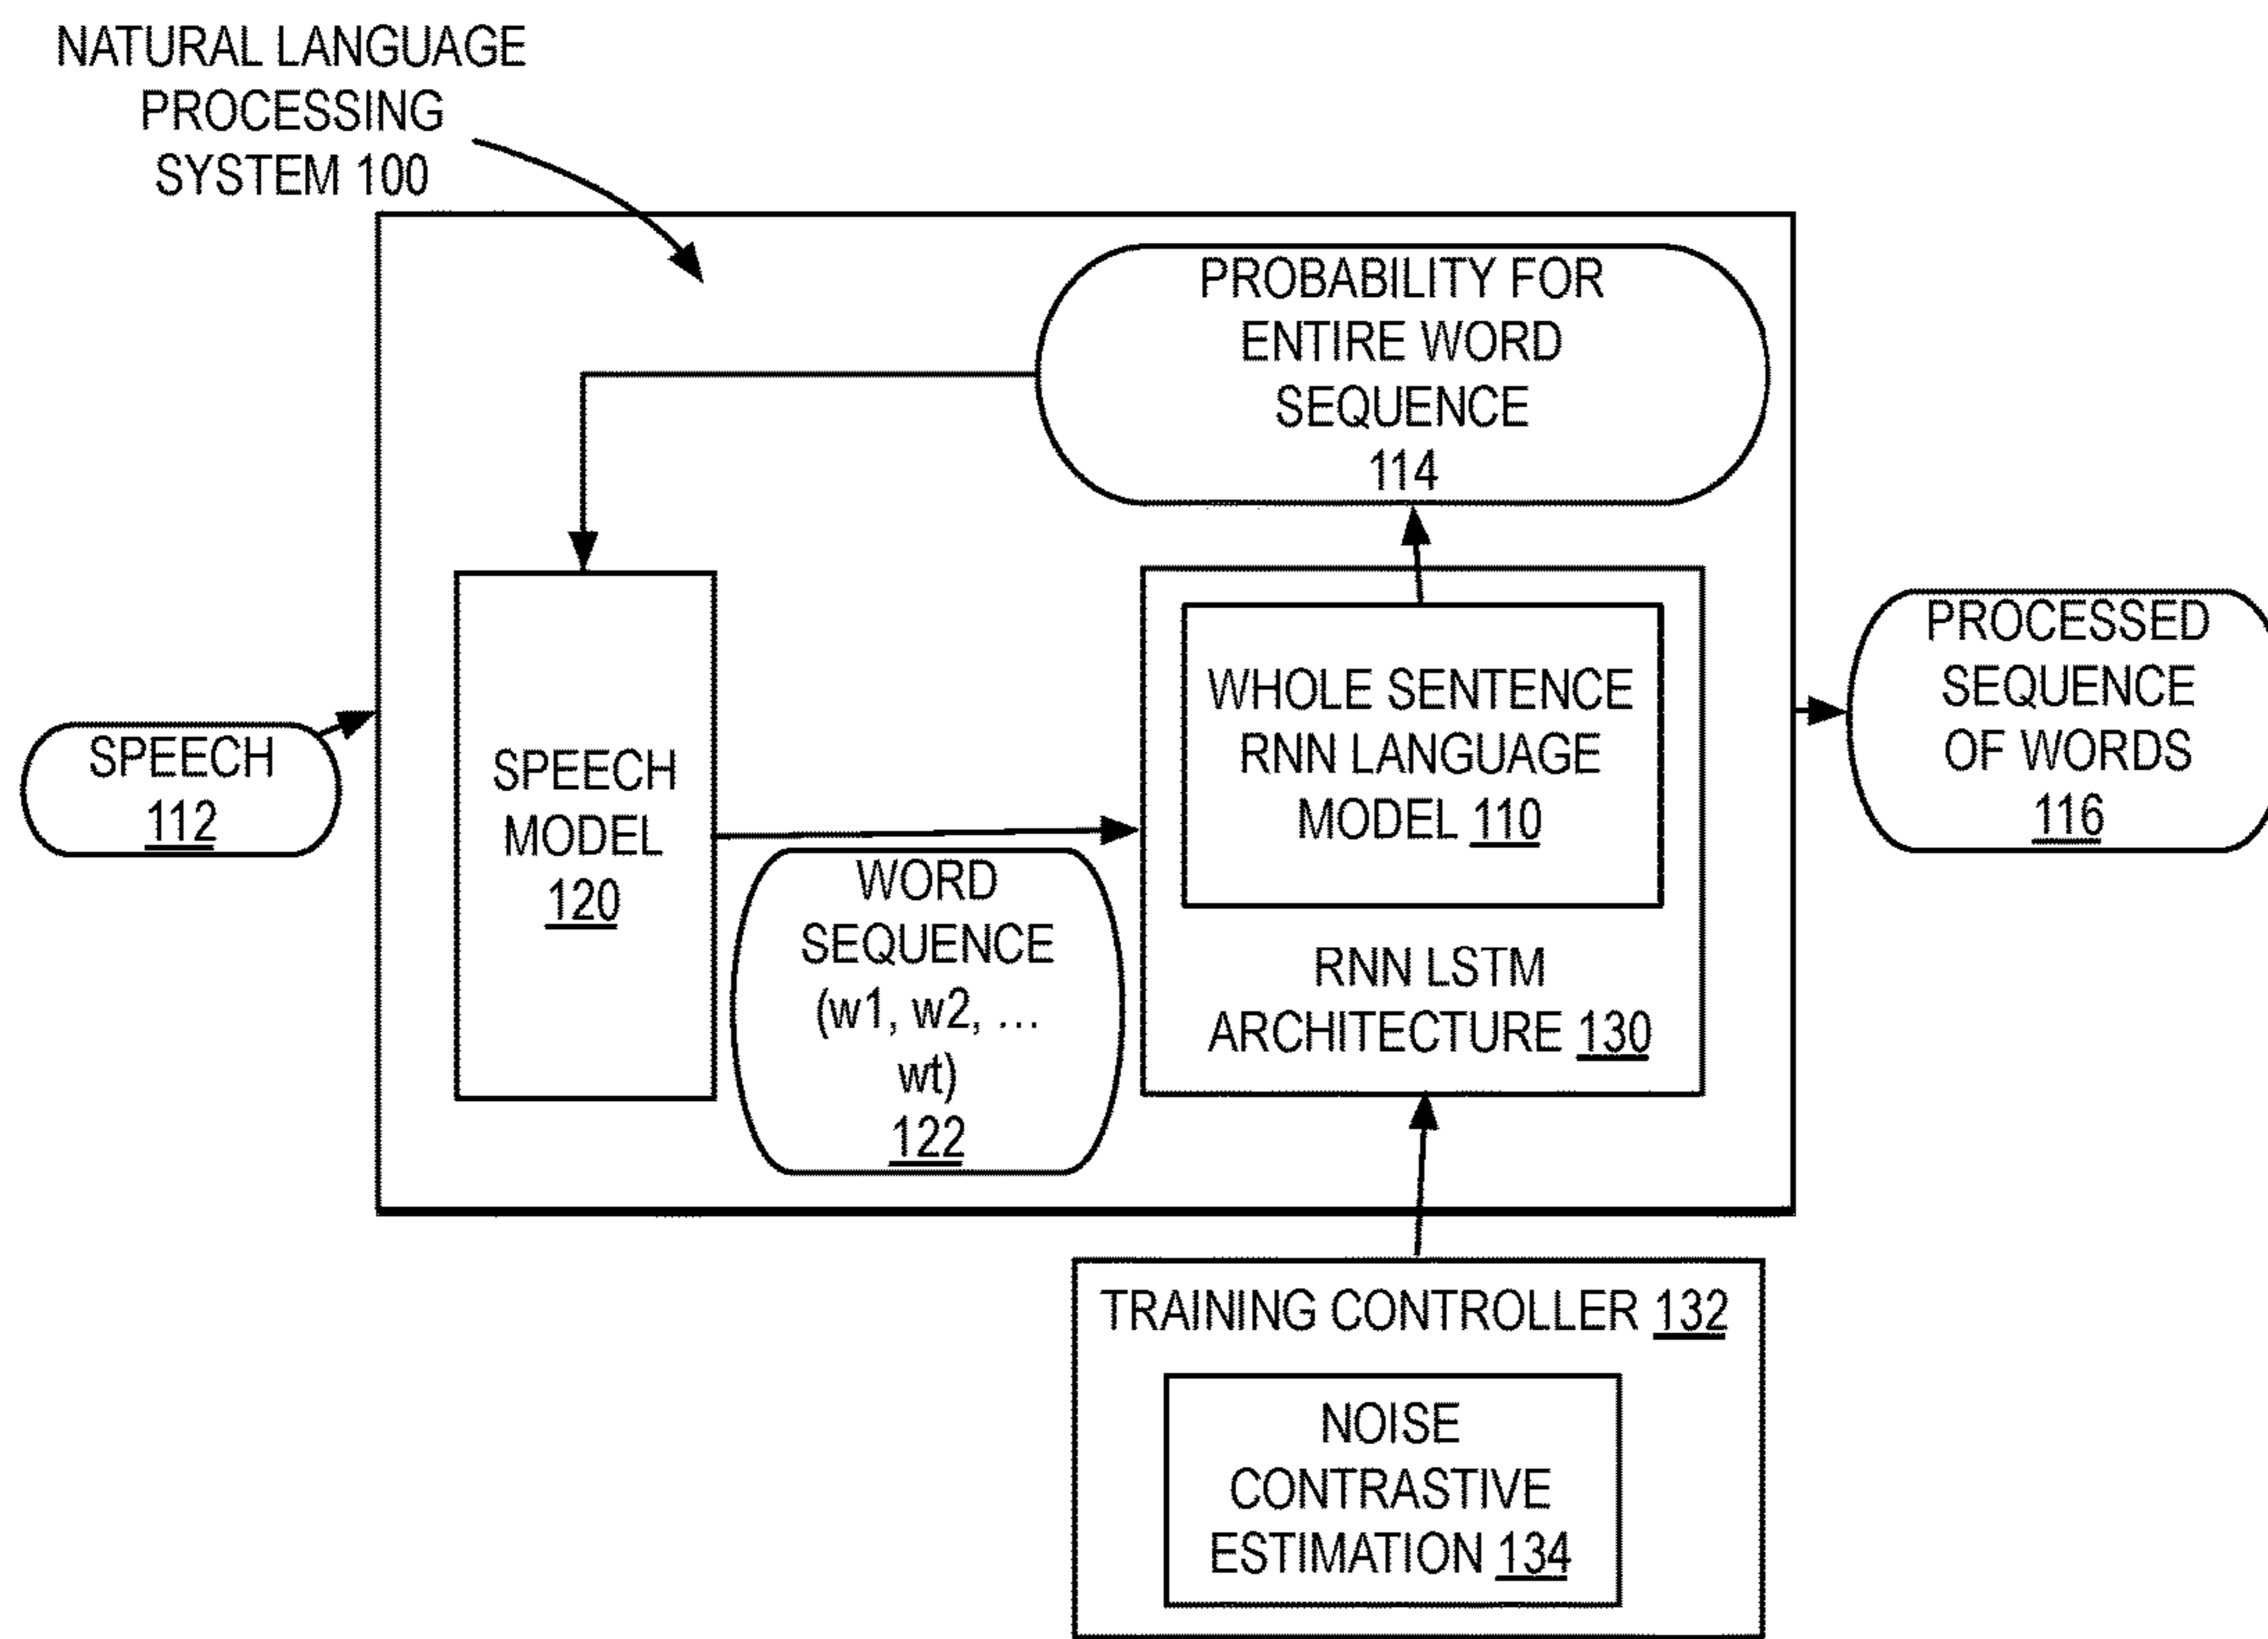 NATURAL LANGUAGE
PROCESSING
SYSTEM 100
PROBABILITY FOR
ENTIRE WORD
SEQUENCE
114
SPEECH
112
SPEECH
MODEL
120
WORD
SEQUENCE
(w1, w2, …
wt)
122
WHOLE SENTENCE
RNN LANGUAGE
MODEL 110
RNN LSTM
ARCHITECTURE 130
PROCESSED
SEQUENCE
OF WORDS
116
TRAINING CONTROLLER 132
NOISE
CONTRASTIVE
ESTIMATION 134